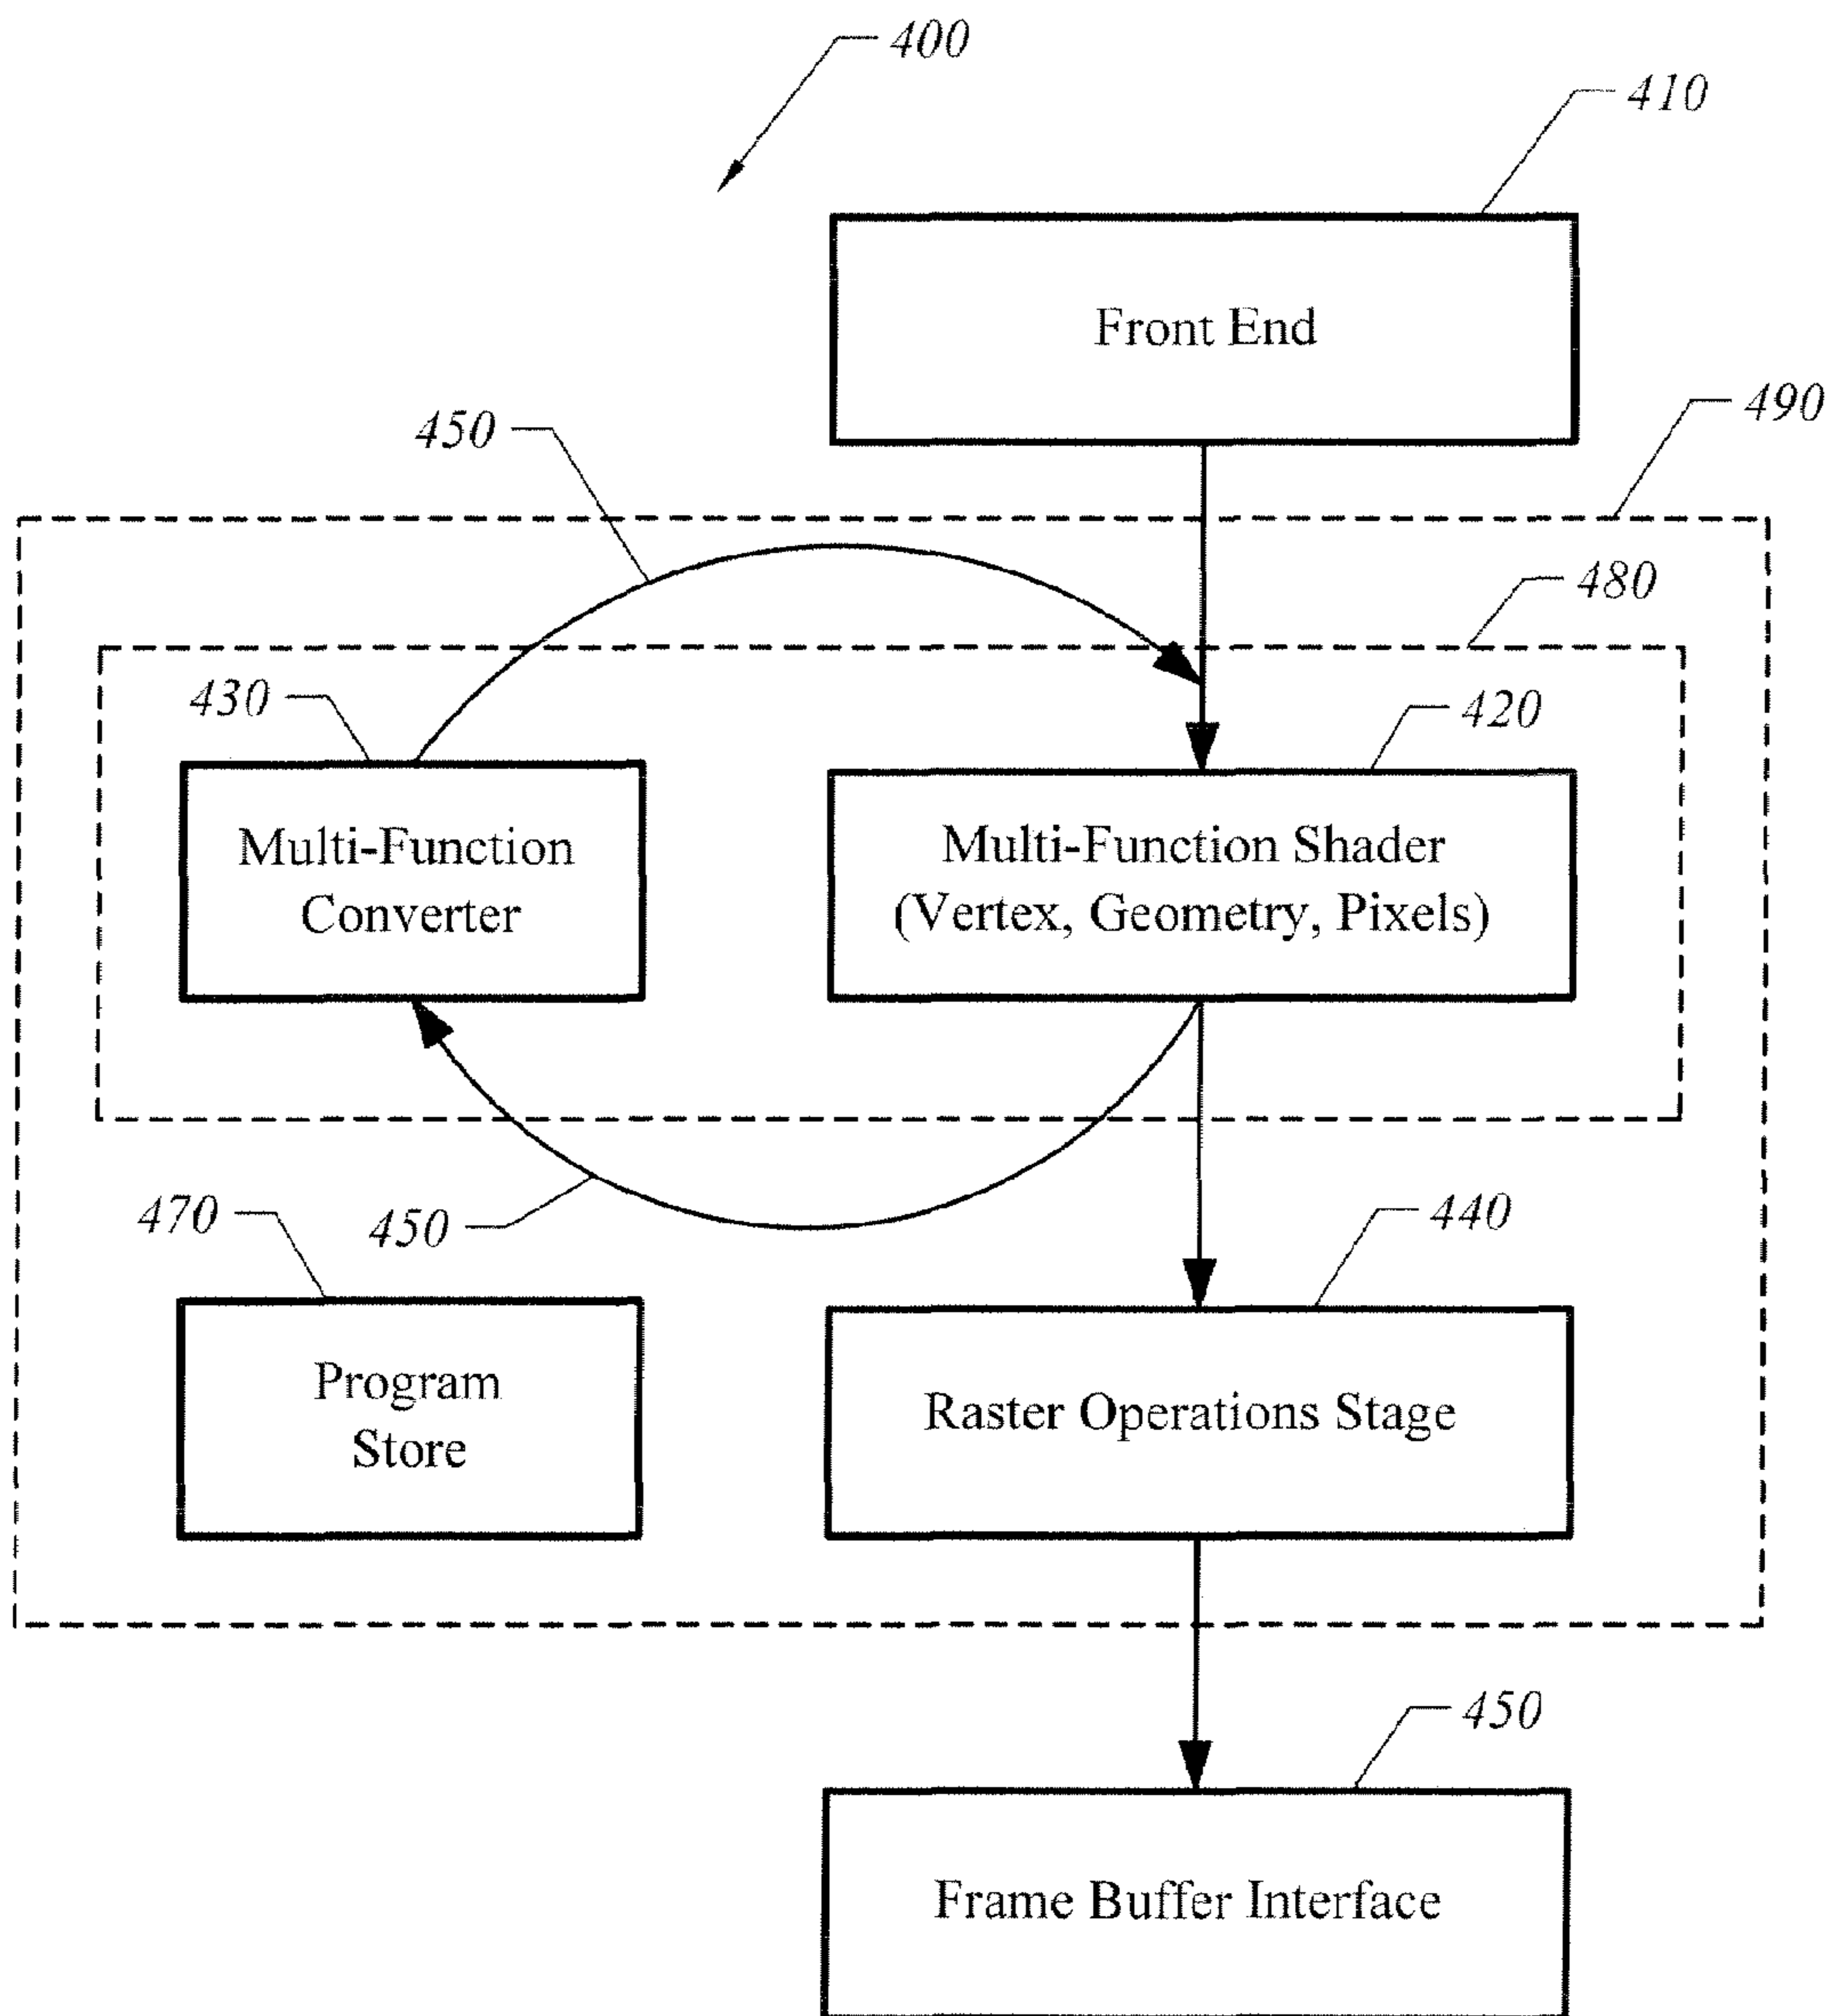 400
410
Front End
490
450
480
430
420
Multi-Function
Converter
Multi-Function Shader
(Vertex, Geometry, Pixels)
470
450
440
Program
Store
Raster Operations Stage
450
Frame Buffer Interface